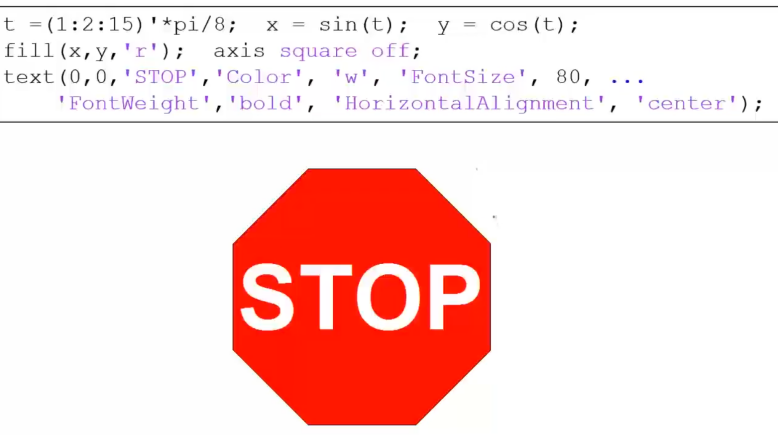 t =(1:2:15)'*pi/8;  x = sin(t);  y = cos(t);
fill(x,y,'r');  axis square off;
text(0,0,'STOP','Color', 'w', 'FontSize', 80, ...
    'FontWeight','bold', 'HorizontalAlignment', 'center');
STOP